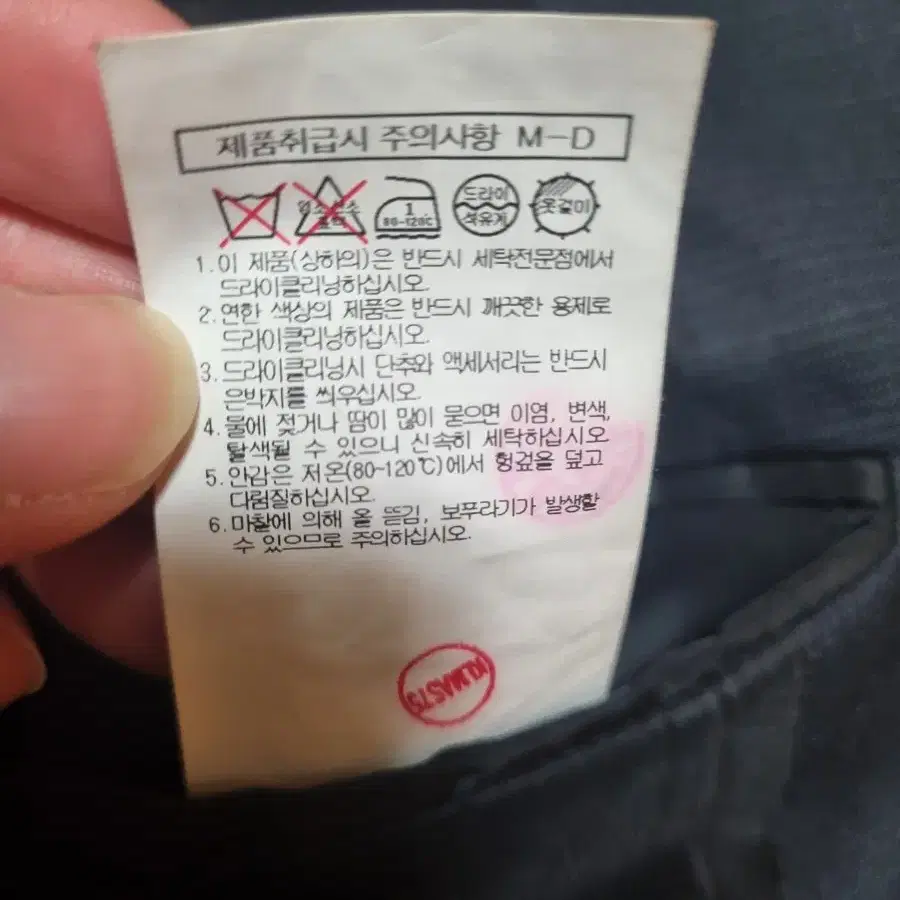 제품취급시 주의사항 M-D
염소표백
1 80-120℃
드라이
석유계
옷걸이
1. 이 제품(상하의)은 반드시 세탁전문점에서
드라이클리닝하십시오.
2. 연한 색상의 제품은 반드시 깨끗한 용제로
드라이클리닝하십시오.
3. 드라이클리닝시 단추와 액세서리는 반드시
은박지를 씌우십시오.
4. 물에 젖거나 땀이 많이 묻으면 이염, 변색,
탈색될 수 있으니 신속히 세탁하십시오
5. 안감은 저온(80~120℃)에서 헝겊을 덮고
다림질하십시오.
6. 마찰에 의해 올 뜯김, 보푸라기가 발생할
수 있으므로 주의하십시오.